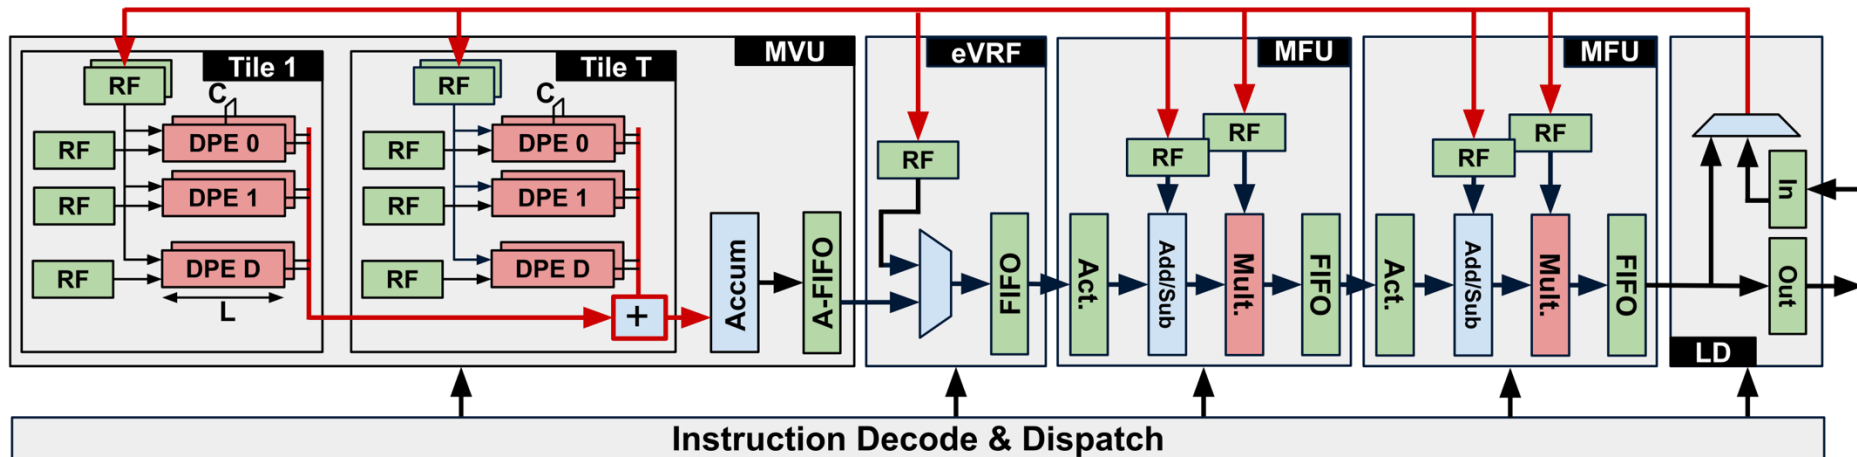 MVU
Tile 1
RF
C
RF
DPE 0
RF
DPE 1
RF
DPE D
L
Tile T
RF
C
RF
DPE 0
RF
DPE 1
RF
DPE D
+
Accum
A-FIFO
eVRF
RF
FIFO
MFU
RF
RF
Act.
Add/Sub
Mult.
FIFO
MFU
RF
RF
Act.
Add/Sub
Mult.
FIFO
In
Out
LD
Instruction Decode & Dispatch